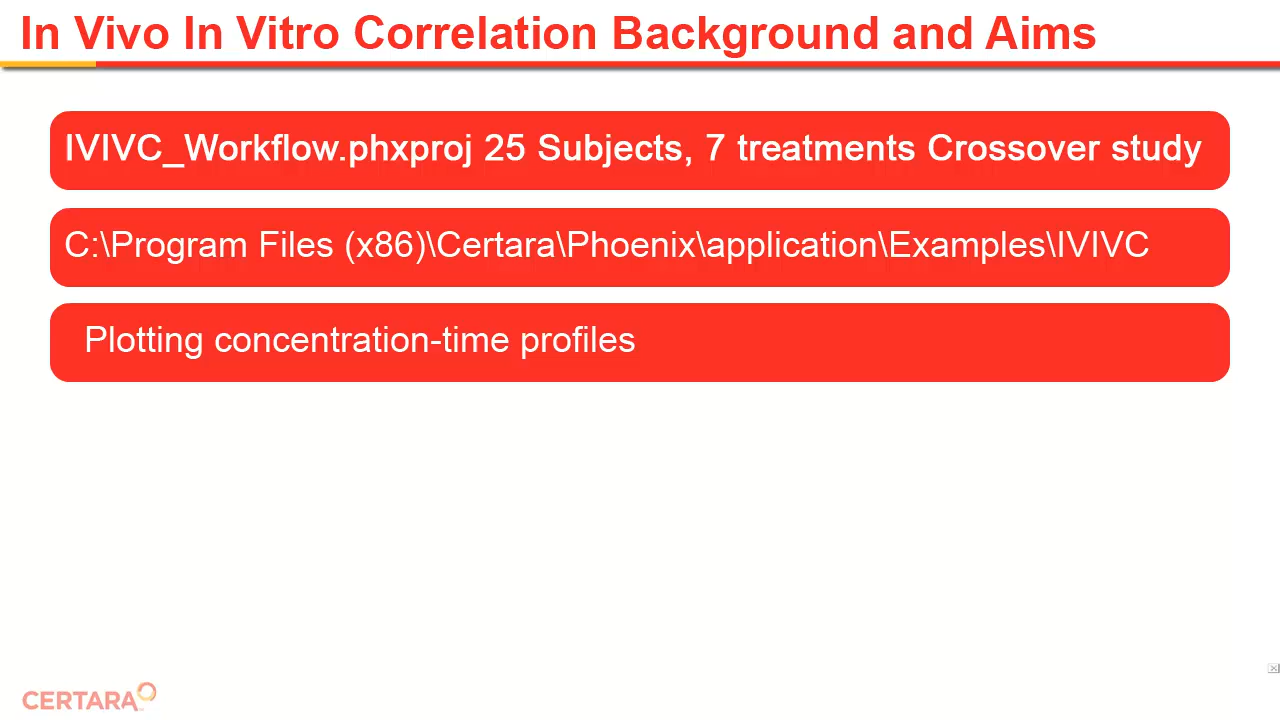 In Vivo In Vitro Correlation Background and Aims
IVIVC_Workflow.phxproj 25 Subjects, 7 treatments Crossover study
C:\Program Files (x86)\Certara\Phoenix\application\Examples\IVIVC
Plotting concentration-time profiles
CERTARA